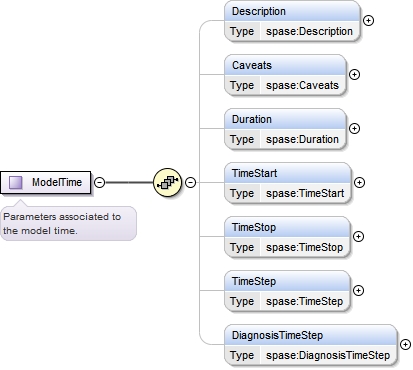 Description
Type spase:Description
Caveats
Type spase:Caveats
Duration
Type spase:Duration
TimeStart
Type spase:TimeStart
ModelTime
Parameters associated to
the model time.
TimeStop
Type spase:TimeStop
TimeStep
Type spase:TimeStep
DiagnosisTimeStep
Type spase:DiagnosisTimeStep